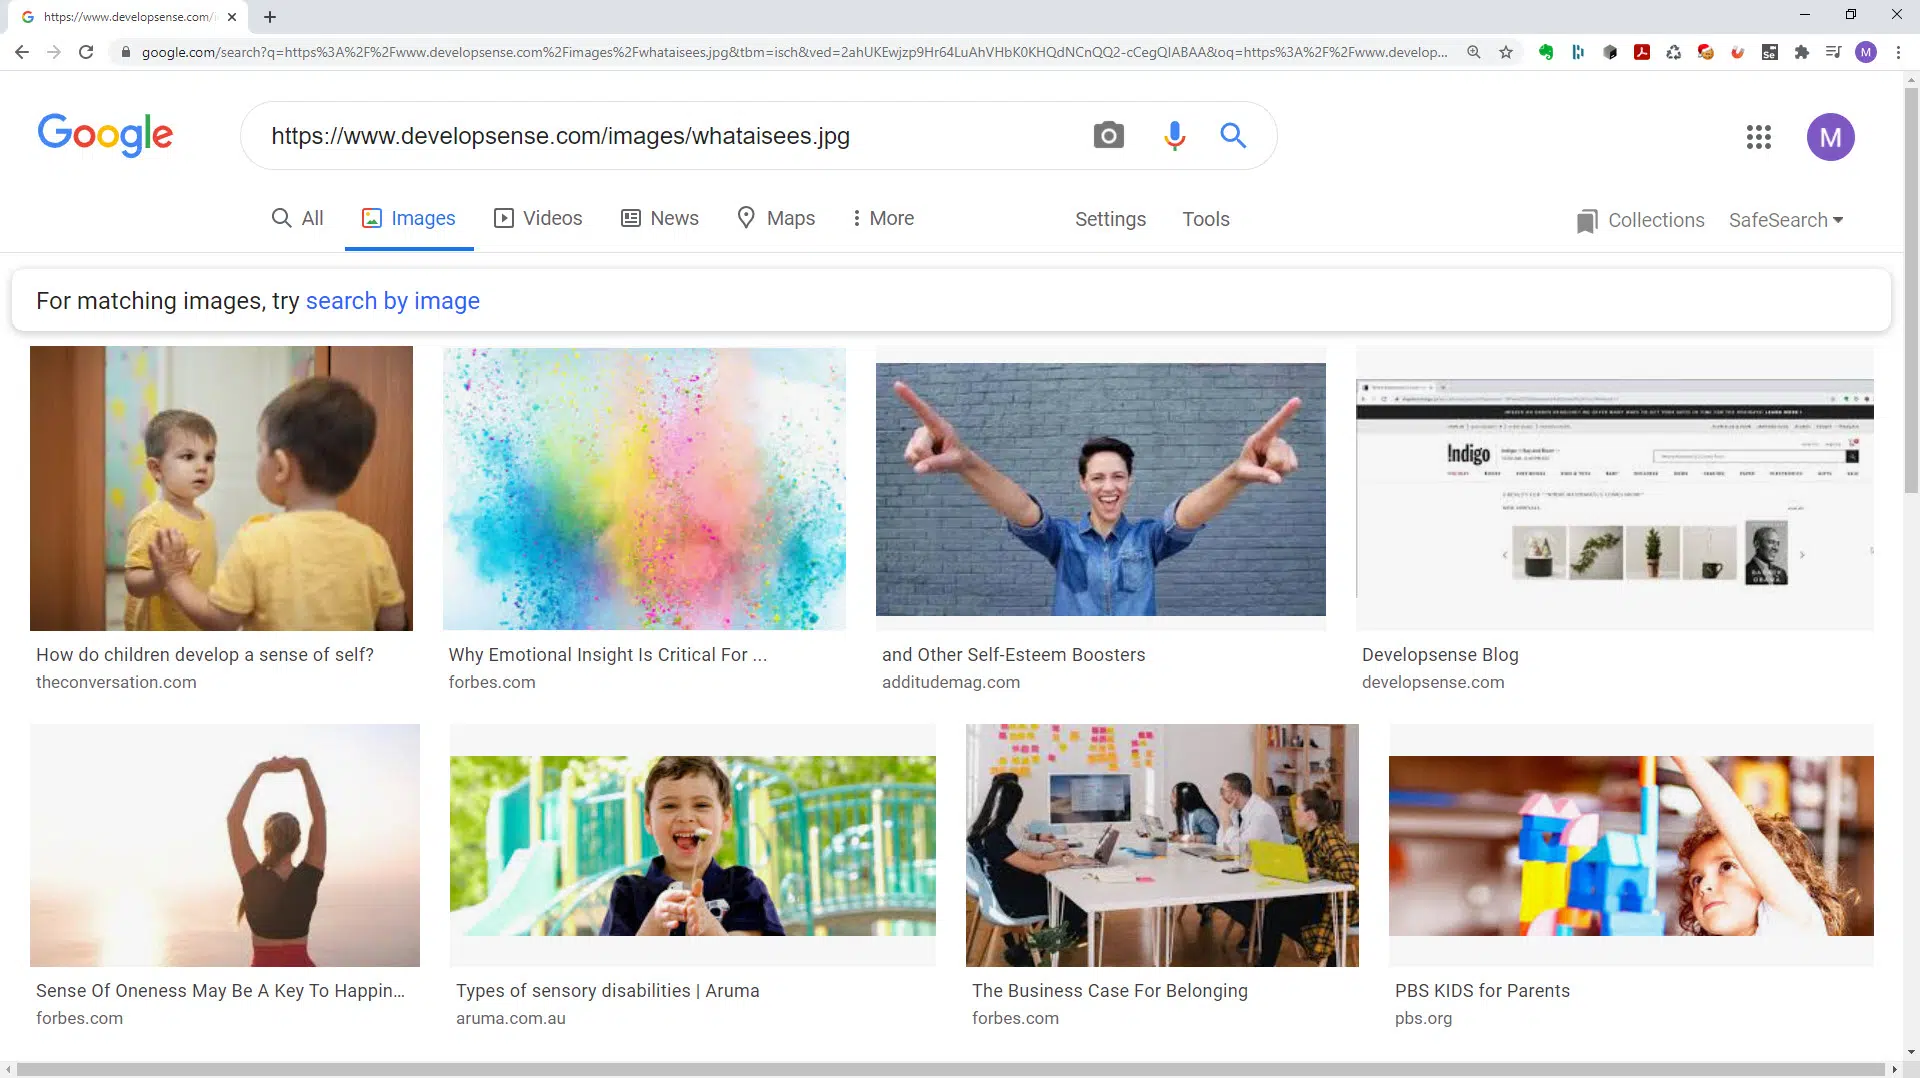 https://www.developsense.com/i
google.com/search?q=https%3A%2F%2Fwww.developsense.com%2Fimages%2Fwhataisees.jpg&tbm=isch&ved=2ahUKEwjzp9Hr64LuAhVHbK0KHQdNCnQQ2-cCegQIABAA&oq=https%3A%2F%2Fwww.develop...
M
Google
https://www.developsense.com/images/whataisees.jpg
M
All Images Videos News Maps More Settings Tools Collections SafeSearch
For matching images, try search by image
!ndigo
BARACK OBAMA
How do children develop a sense of self?
theconversation.com
Why Emotional Insight Is Critical For ...
forbes.com
and Other Self-Esteem Boosters
additudemag.com
Developsense Blog
developsense.com
Sense Of Oneness May Be A Key To Happin...
forbes.com
Types of sensory disabilities | Aruma
aruma.com.au
The Business Case For Belonging
forbes.com
PBS KIDS for Parents
pbs.org